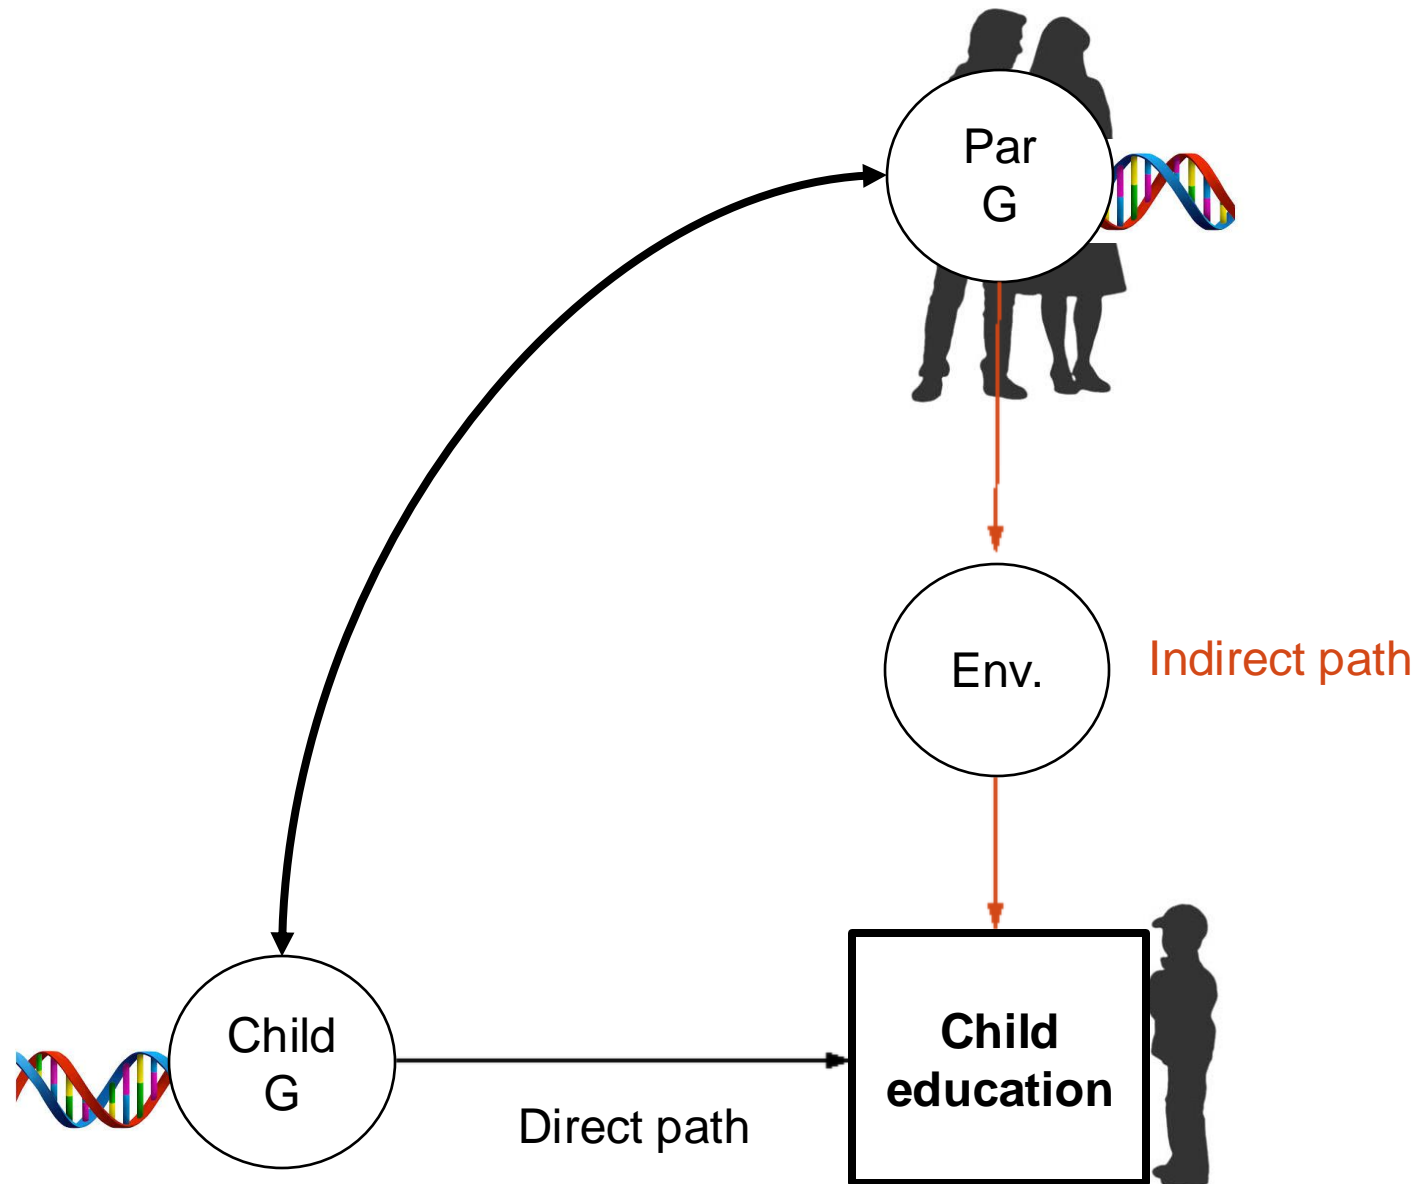 Par
G
Env.
Indirect path
Child
G
Direct path
Child
education